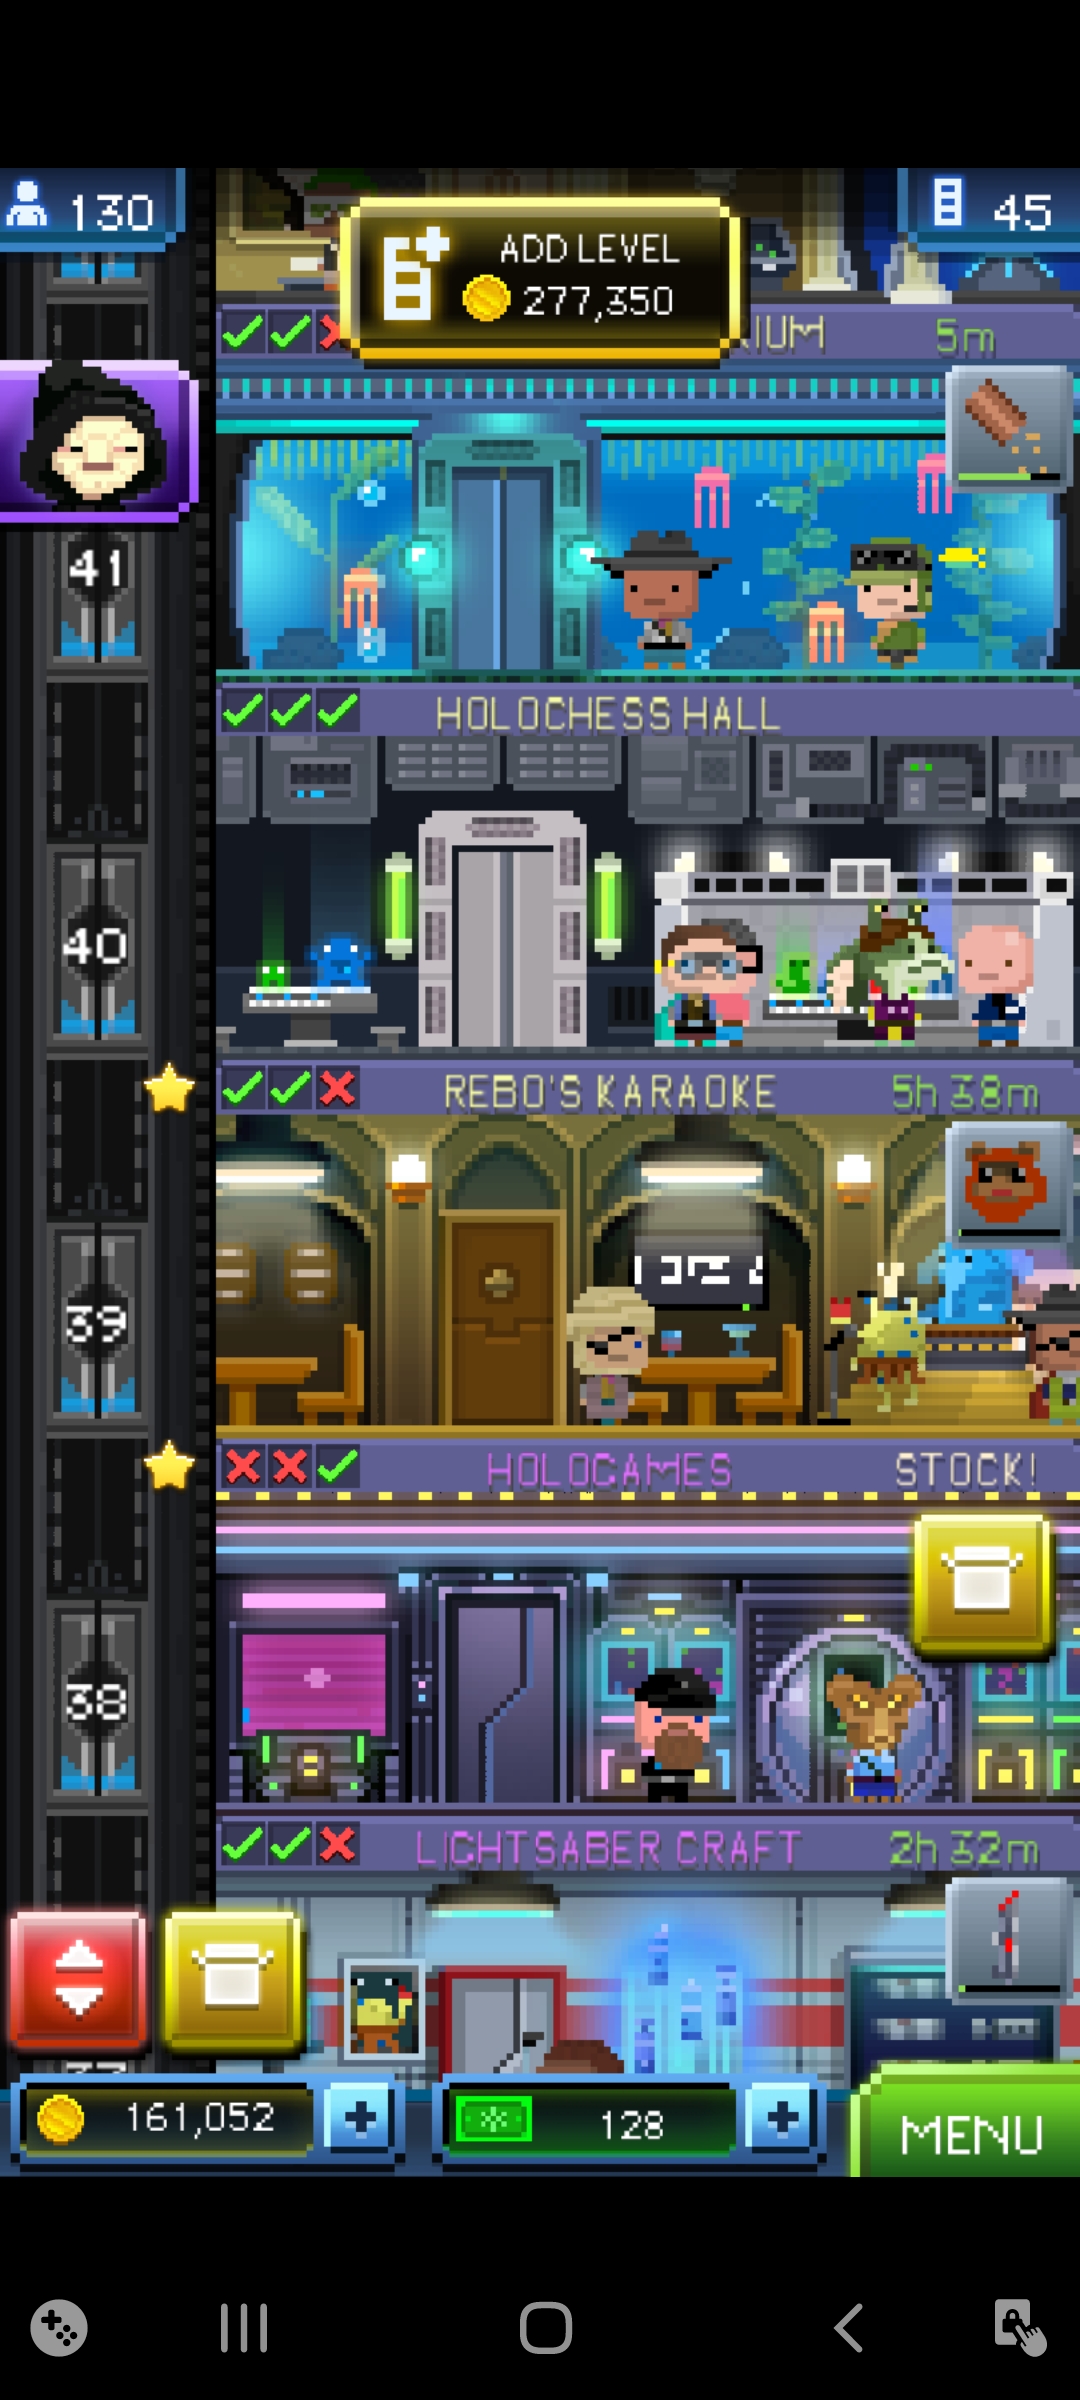 130
ADD LEVEL
277,350
45
5m
41
HOLOCHESS HALL
40
REBO'S KARAOKE
5h 38m
39
HOLOGAMES
STOCK!
38
LIGHTSABER CRAFT
2h 32m
161,052
128
MENU